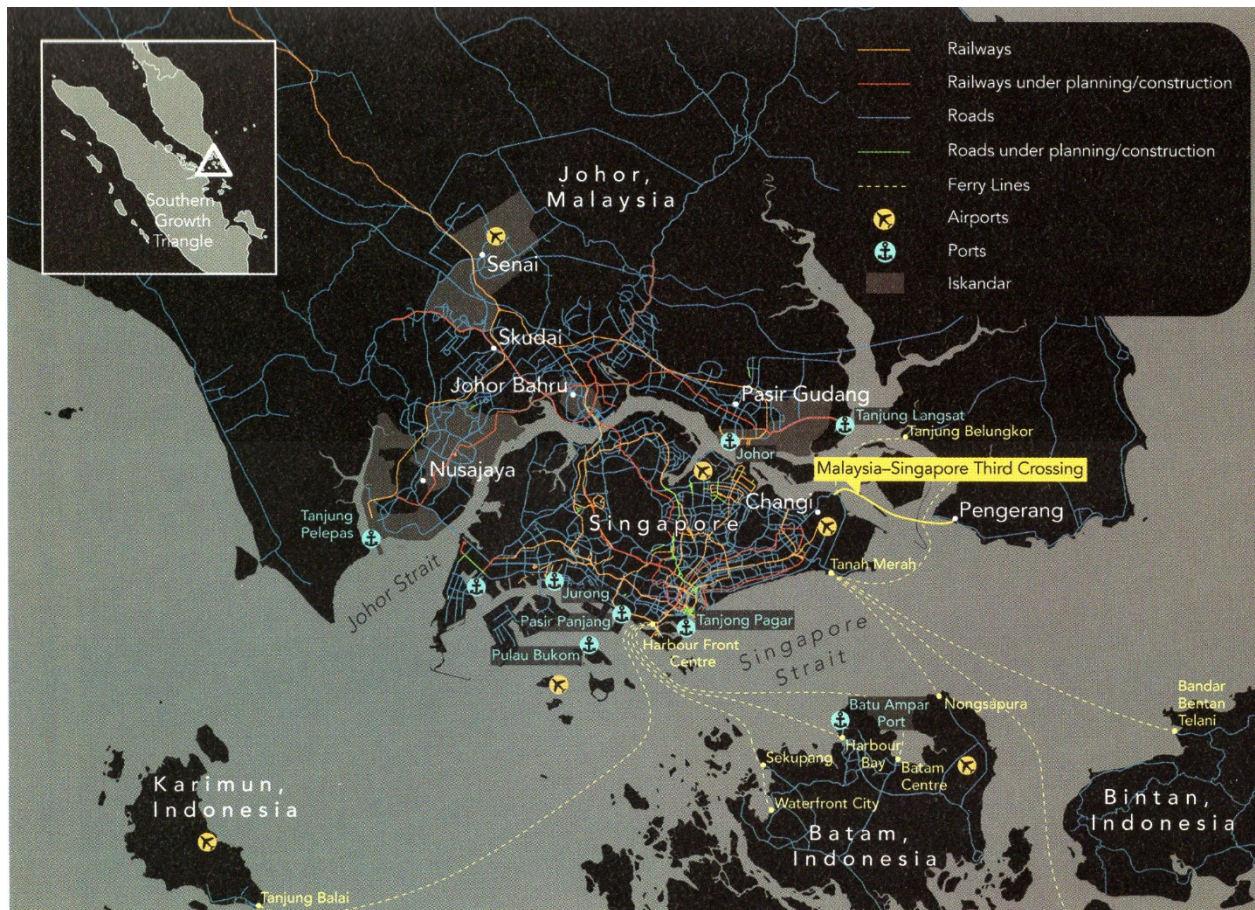 Southern
Growth
Triangle
Railways
Railways under planning/construction
Roads
Roads under planning/construction
Ferry Lines
Airports
Ports
Iskandar
Johor,
Malaysia
Senai
Skudai
Johor Bahru
Pasir Gudang
Tanjung Langsat
Tanjung Belungkor
Johor
Malaysia–Singapore Third Crossing
Nusajaya
Changi
Pengerang
Singapore
Tanjung
Pelepas
Johor Strait
Tanah Merah
Jurong
Pasir Panjang
Tanjong Pagar
Harbour Front
Centre
Pulau Bukom
Singapore
Strait
Nongsapura
Bandar
Bentan
Telani
Batu Ampar
Port
Harbour
Bay
Sekupang
Batam
Centre
Waterfront City
Karimun,
Indonesia
Batam,
Indonesia
Bintan,
Indonesia
Tanjung Balai